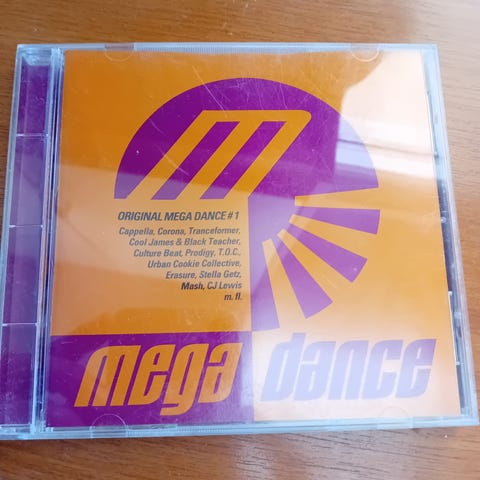 m
ORIGINAL MEGA DANCE #1
Cappella, Corona, Tranceformer,
Cool James & Black Teacher,
Culture Beat, Prodigy, T.O.C.,
Urban Cookie Collective,
Erasure, Stella Getz,
Mash, CJ Lewis
m. fl.
mega dance